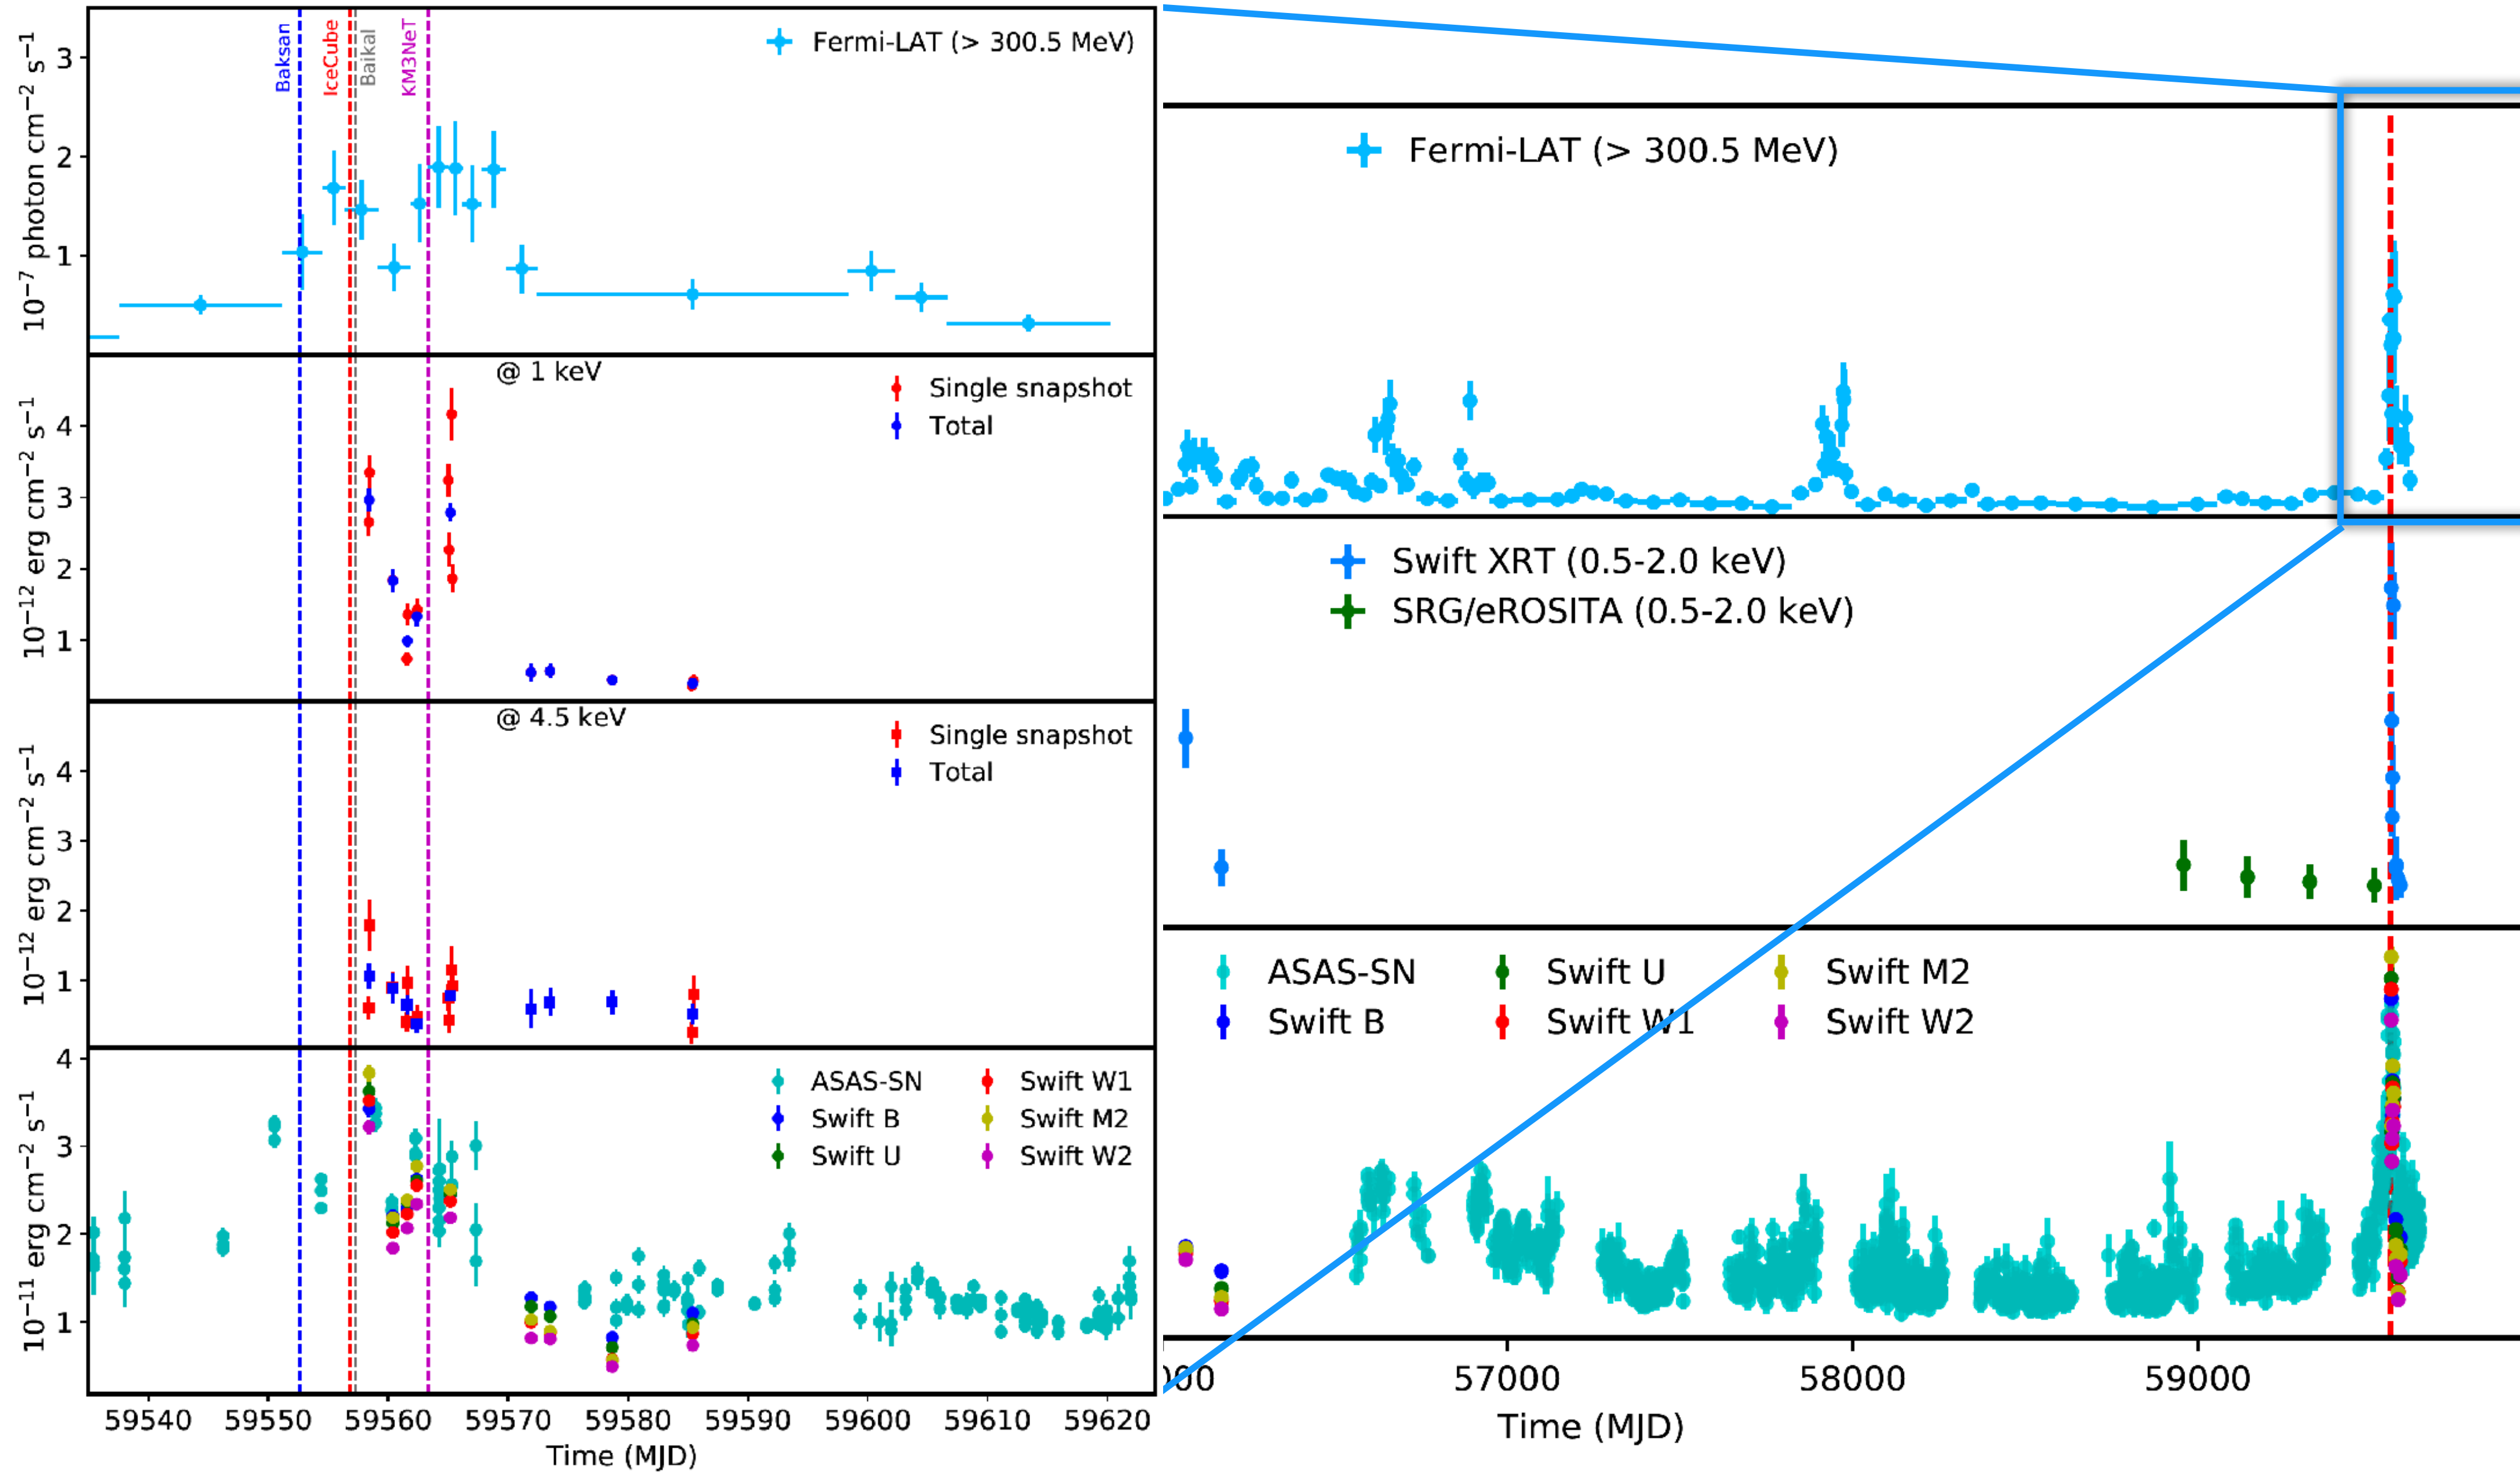 Baksan
IceCube
Baikal
KM3NeT
Fermi-LAT (> 300.5 MeV)
10⁻⁷ photon cm⁻² s⁻¹
3
2
1
@ 1 keV
Single snapshot
Total
10⁻¹² erg cm⁻² s⁻¹
4
3
2
1
@ 4.5 keV
Single snapshot
Total
10⁻¹² erg cm⁻² s⁻¹
4
3
2
1
ASAS-SN
Swift B
Swift U
Swift W1
Swift M2
Swift W2
10⁻¹¹ erg cm⁻² s⁻¹
4
3
2
1
59540 59550 59560 59570 59580 59590 59600 59610 59620
Time (MJD)
Fermi-LAT (> 300.5 MeV)
Swift XRT (0.5-2.0 keV)
SRG/eROSITA (0.5-2.0 keV)
ASAS-SN Swift U Swift M2
Swift B Swift W1 Swift W2
00 57000 58000 59000
Time (MJD)